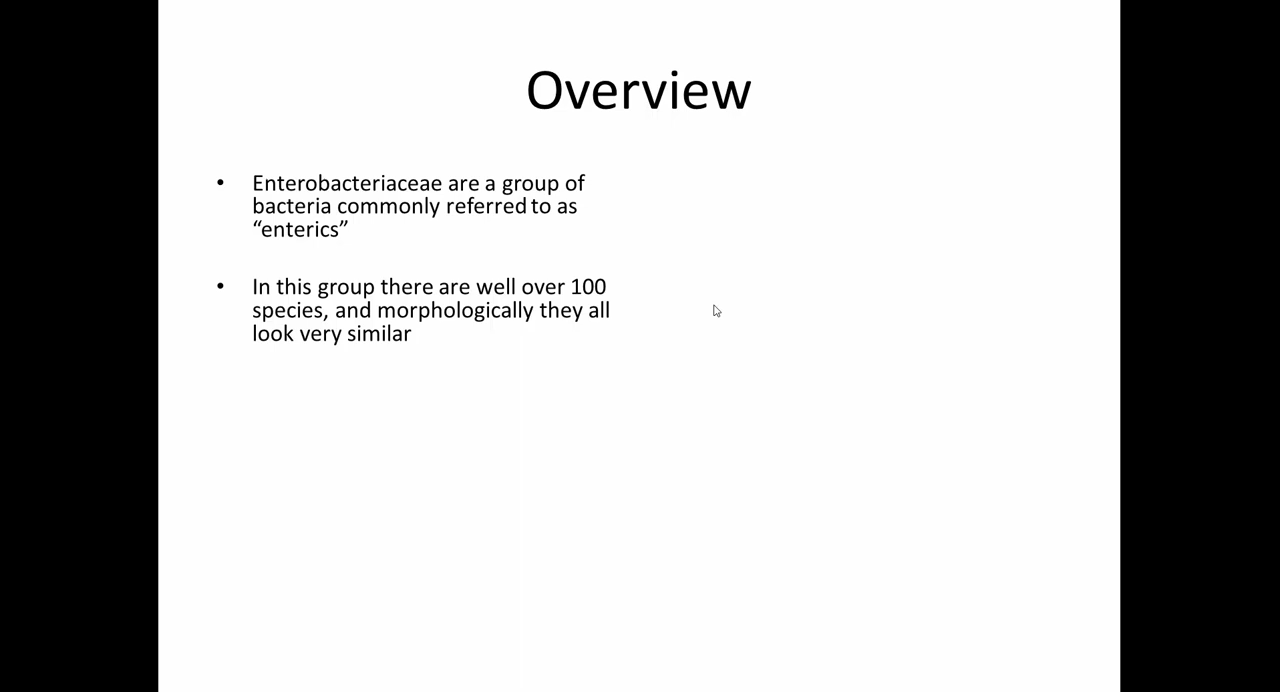 Overview
• Enterobacteriaceae are a group of
bacteria commonly referred to as
“enterics”
• In this group there are well over 100
species, and morphologically they all
look very similar